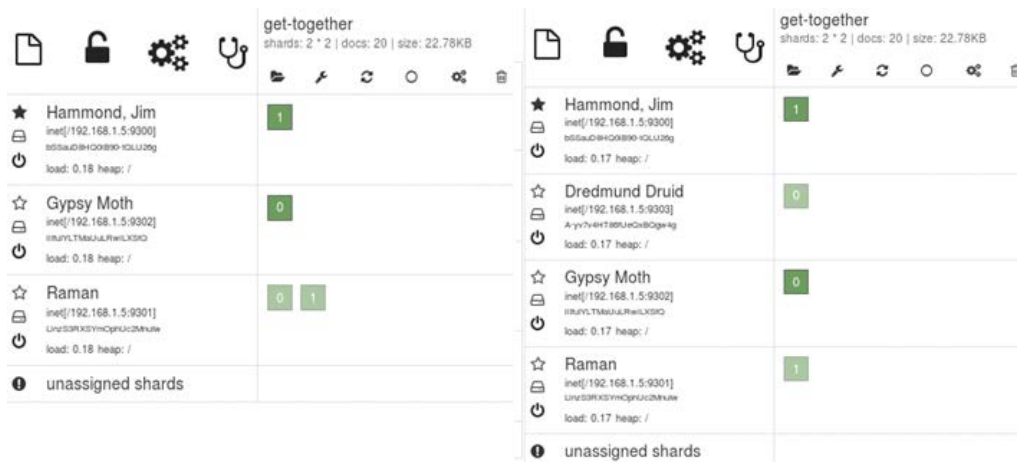 get-together
shards: 2 * 2 | docs: 20 | size: 22.78KB
Hammond, Jim
1
inet[/192.168.1.5:9300]
load: 0.18 heap: /
Gypsy Moth
0
inet[/192.168.1.5:9302]
load: 0.18 heap: /
Raman
0 1
inet[/192.168.1.5:9301]
load: 0.18 heap: /
unassigned shards
get-together
shards: 2 * 2 | docs: 20 | size: 22.78KB
Hammond, Jim
1
inet[/192.168.1.5:9300]
load: 0.17 heap: /
Dredmund Druid
0
inet[/192.168.1.5:9303]
load: 0.17 heap: /
Gypsy Moth
0
inet[/192.168.1.5:9302]
load: 0.17 heap: /
Raman
1
inet[/192.168.1.5:9301]
load: 0.17 heap: /
unassigned shards